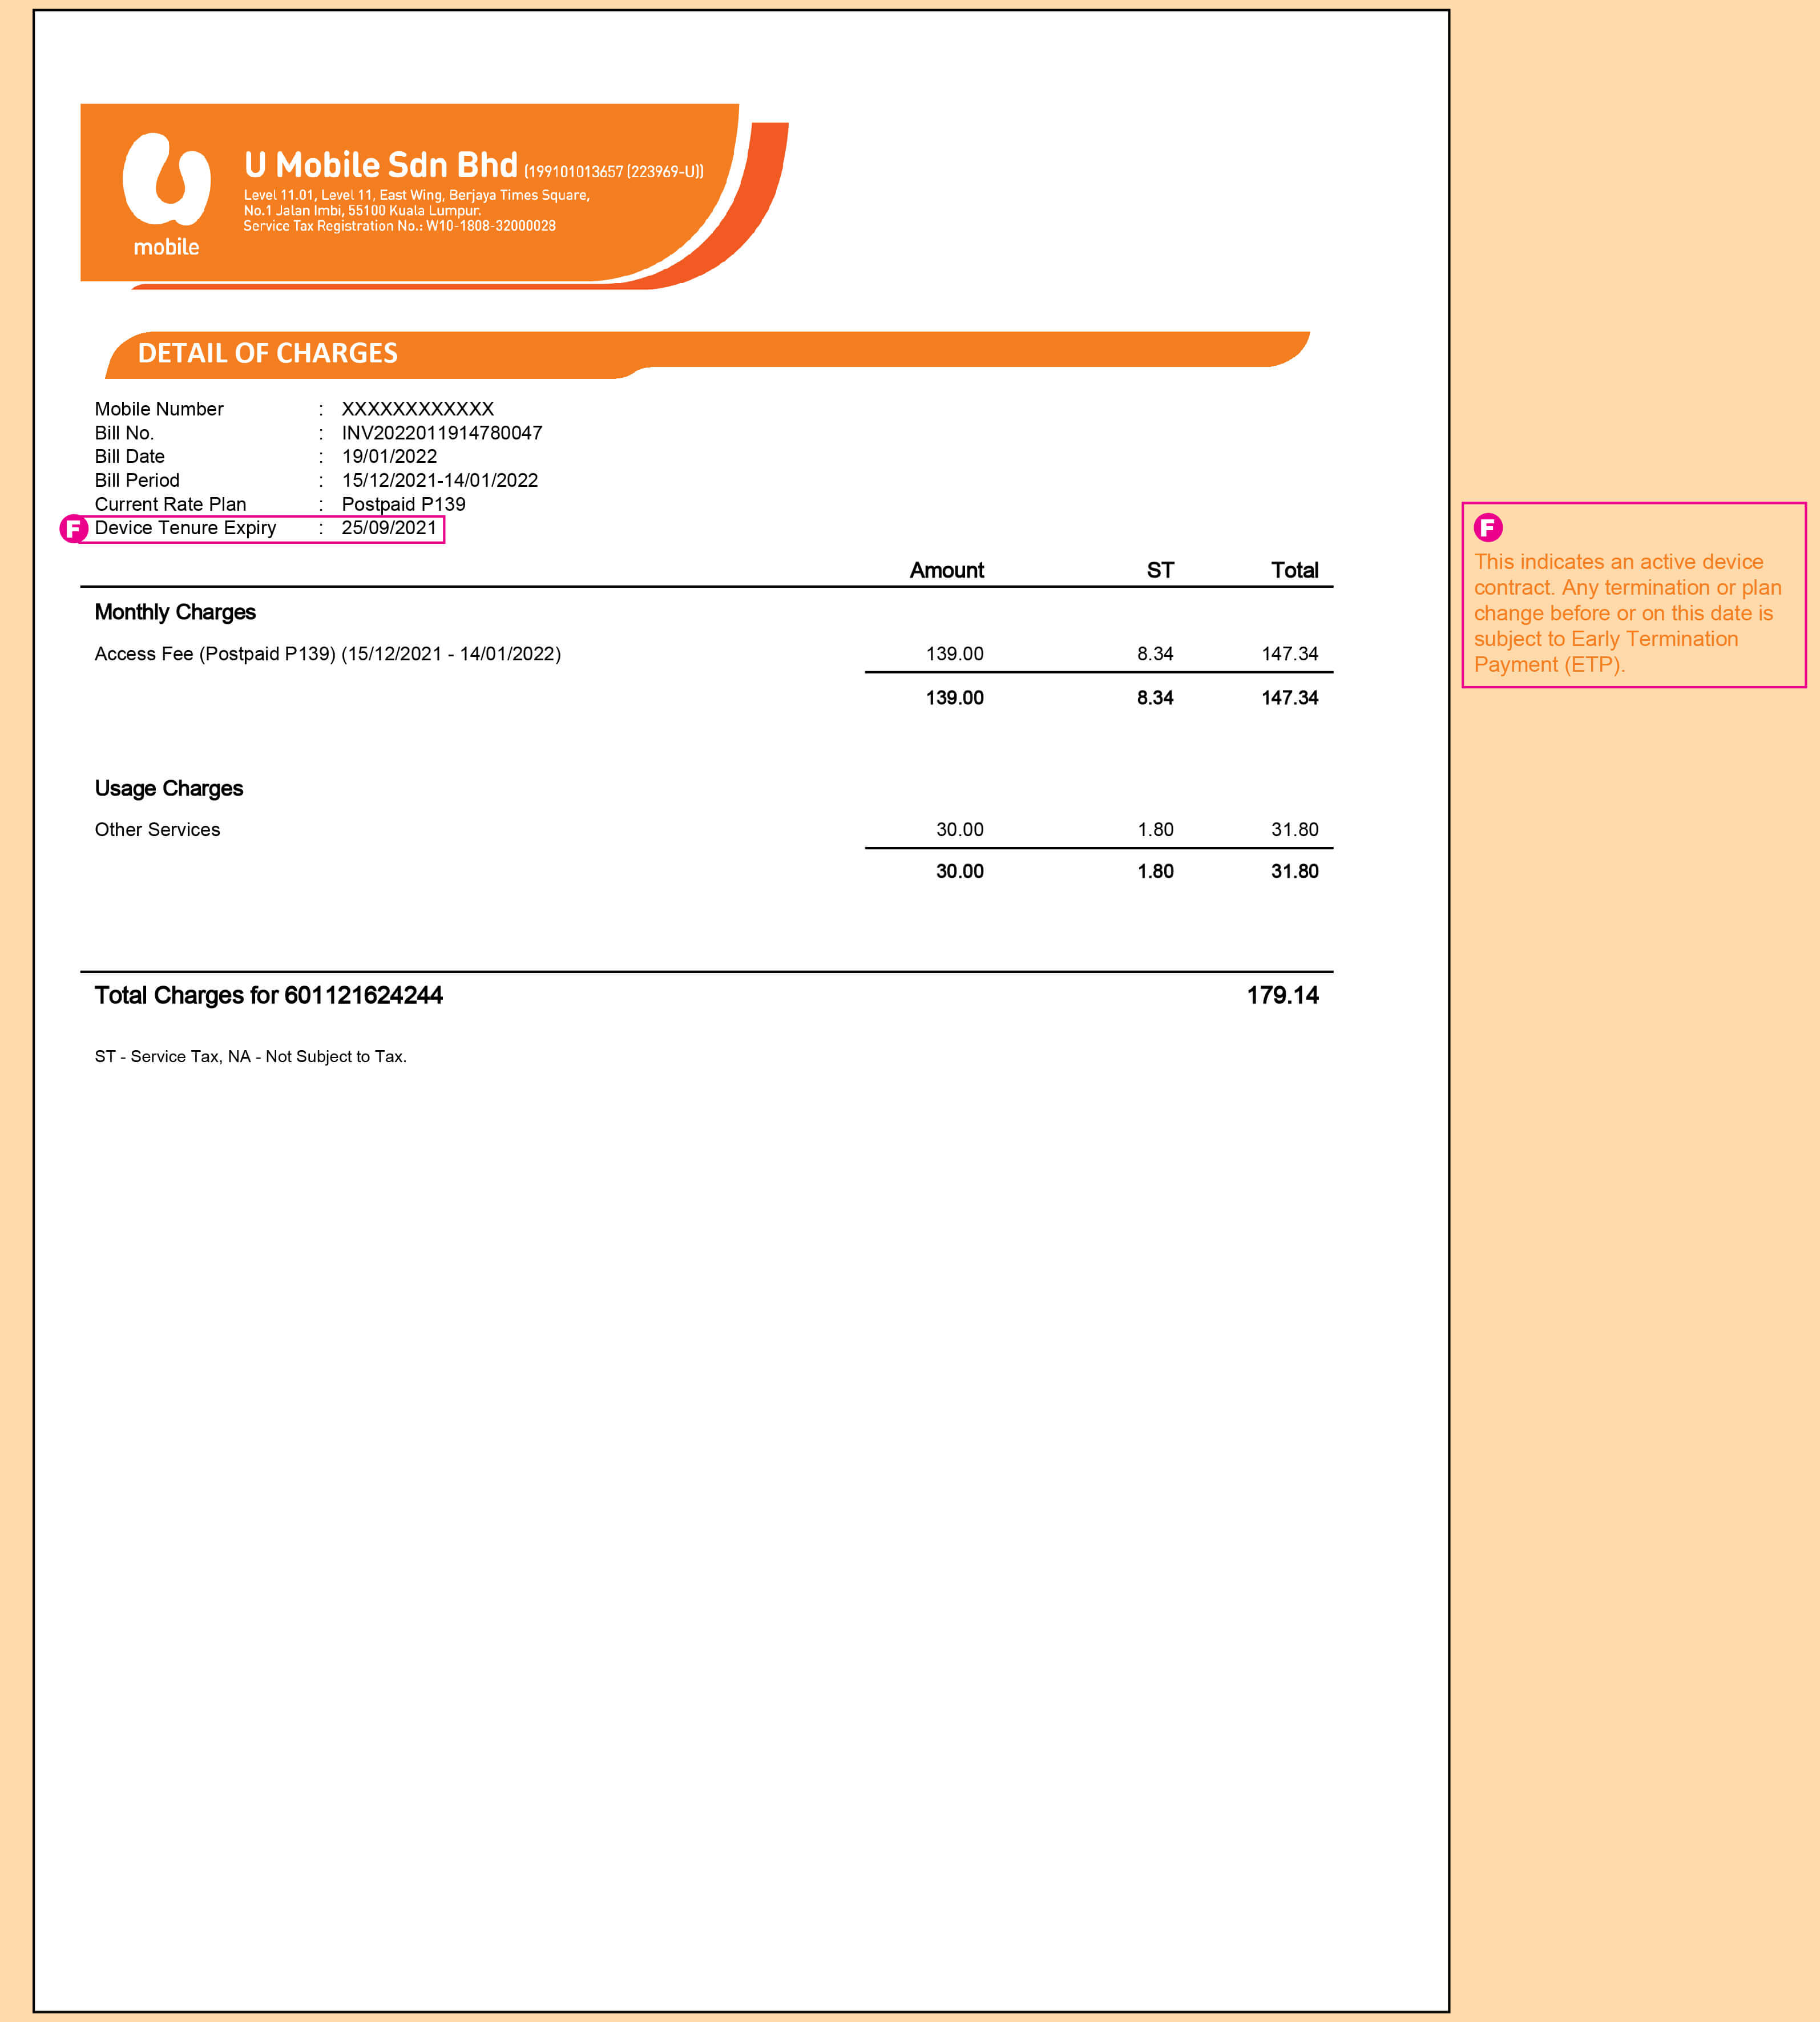 mobile
U Mobile Sdn Bhd (199101013657 (223969-U))
Level 11.01, Level 11, East Wing, Berjaya Times Square,
No.1 Jalan Imbi, 55100 Kuala Lumpur.
Service Tax Registration No.: W10-1808-32000028
DETAIL OF CHARGES
Mobile Number : XXXXXXXXXXXX
Bill No. : INV2022011914780047
Bill Date : 19/01/2022
Bill Period : 15/12/2021-14/01/2022
Current Rate Plan : Postpaid P139
F Device Tenure Expiry : 25/09/2021
Amount ST Total
Monthly Charges
Access Fee (Postpaid P139) (15/12/2021 - 14/01/2022) 139.00 8.34 147.34
139.00 8.34 147.34
Usage Charges
Other Services 30.00 1.80 31.80
30.00 1.80 31.80
Total Charges for 601121624244 179.14
ST - Service Tax, NA - Not Subject to Tax.
F
This indicates an active device
contract. Any termination or plan
change before or on this date is
subject to Early Termination
Payment (ETP).